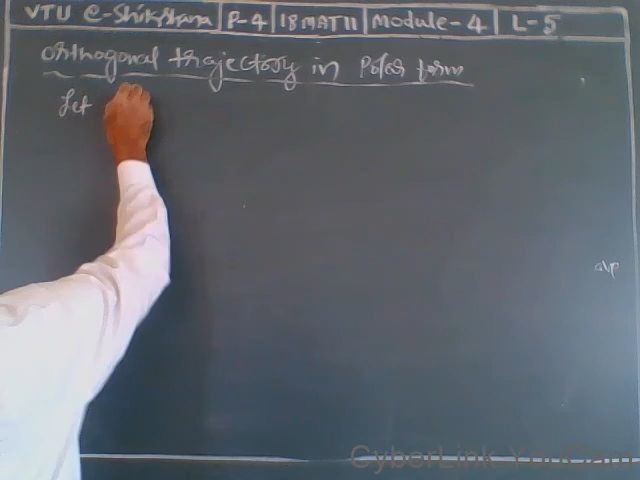 VTU e-Shikshana P-4 18MAT11 Module-4 L-5
Orthogonal trajectory in Polar form
Let
CyberLink